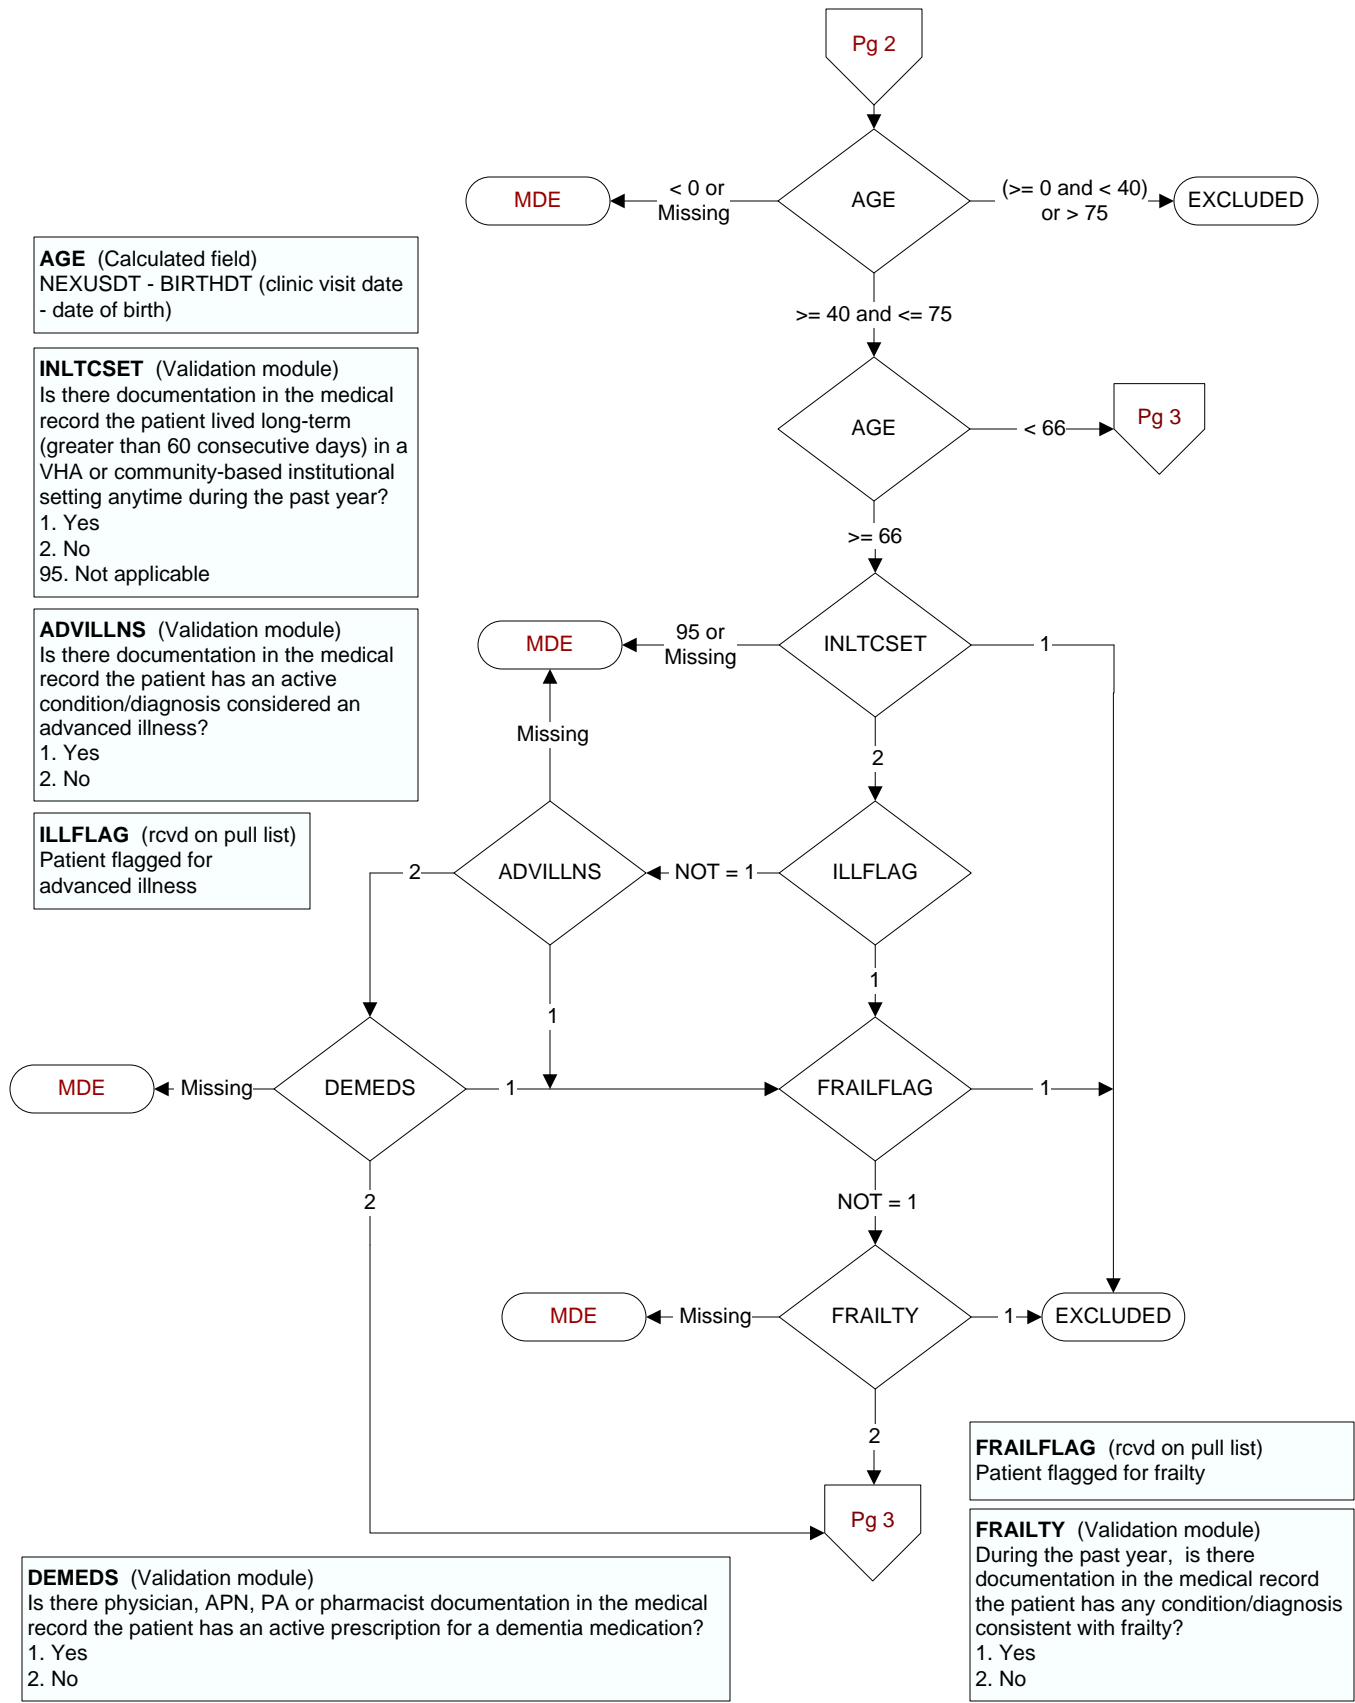 Pg 2
AGE
< 0 or
Missing
MDE
(>= 0 and < 40)
or > 75
EXCLUDED
AGE (Calculated field)
NEXUSDT - BIRTHDT (clinic visit date
- date of birth)
>= 40 and <= 75
INLTCSET (Validation module)
Is there documentation in the medical
record the patient lived long-term
(greater than 60 consecutive days) in a
VHA or community-based institutional
setting anytime during the past year?
1. Yes
2. No
95. Not applicable
AGE
< 66
Pg 3
>= 66
ADVILLNS (Validation module)
Is there documentation in the medical
record the patient has an active
condition/diagnosis considered an
advanced illness?
1. Yes
2. No
MDE
95 or
Missing
INLTCSET
1
Missing
2
ILLFLAG (rcvd on pull list)
Patient flagged for
advanced illness
2
ADVILLNS
NOT = 1
ILLFLAG
1
1
MDE
Missing
DEMEDS
1
FRAILFLAG
1
2
NOT = 1
MDE
Missing
FRAILTY
1
EXCLUDED
2
Pg 3
FRAILFLAG (rcvd on pull list)
Patient flagged for frailty
FRAILTY (Validation module)
During the past year, is there
documentation in the medical record
the patient has any condition/diagnosis
consistent with frailty?
1. Yes
2. No
DEMEDS (Validation module)
Is there physician, APN, PA or pharmacist documentation in the medical
record the patient has an active prescription for a dementia medication?
1. Yes
2. No